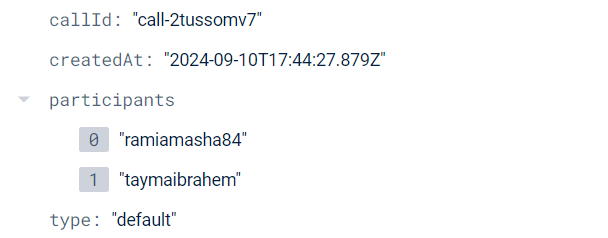 callId: "call-2tussomv7"
createdAt: "2024-09-10T17:44:27.879Z"
participants
0 "ramiamasha84"
1 "taymaibrahem"
type: "default"